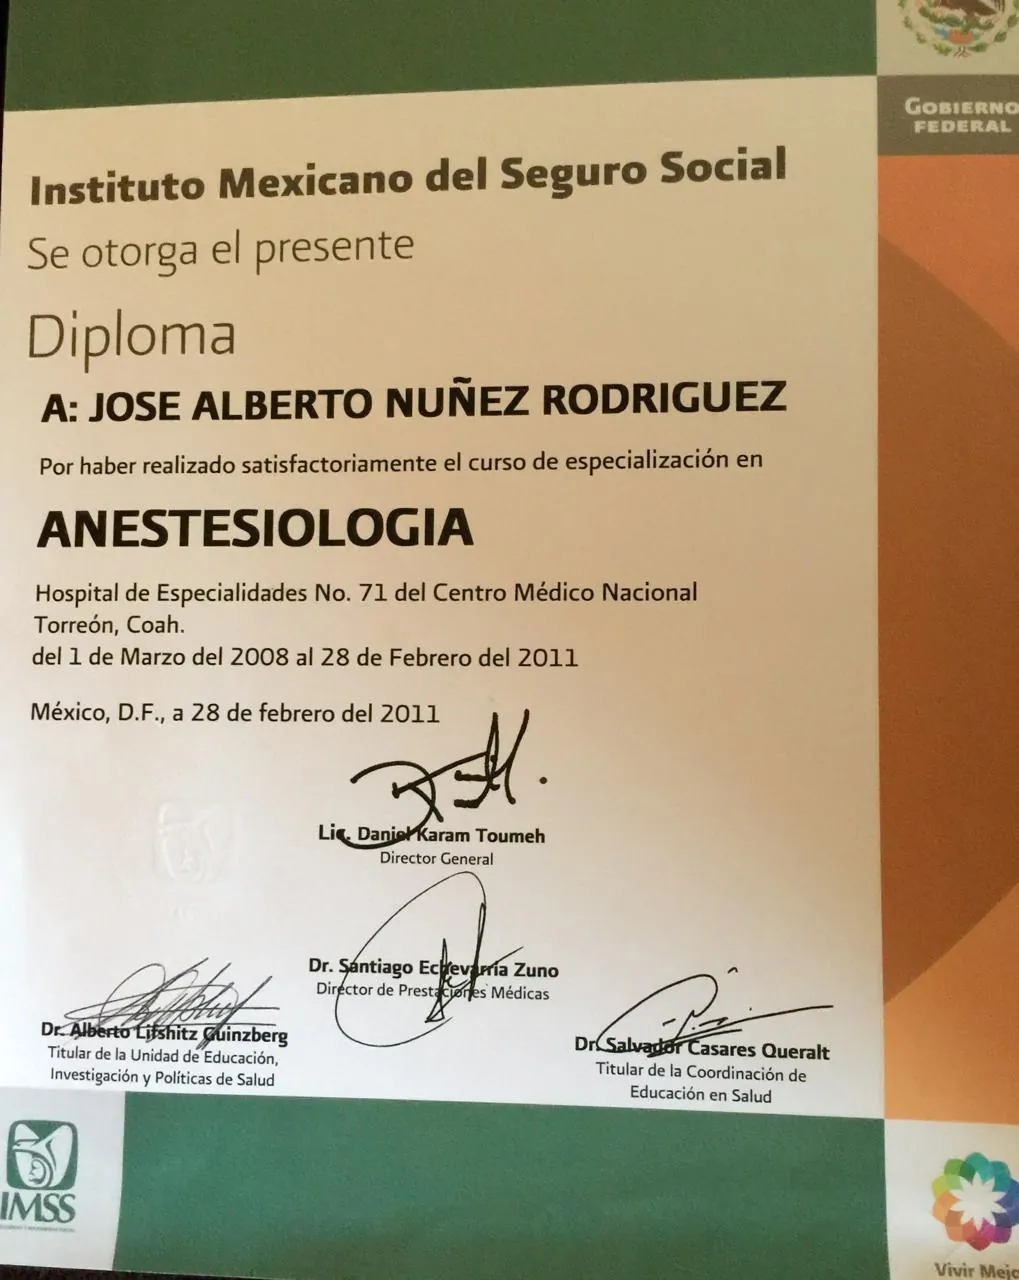 GOBIERNO
FEDERAL
Instituto Mexicano del Seguro Social
Se otorga el presente
Diploma
A: JOSE ALBERTO NUÑEZ RODRIGUEZ
Por haber realizado satisfactoriamente el curso de especialización en
ANESTESIOLOGIA
Hospital de Especialidades No. 71 del Centro Médico Nacional
Torreón, Coah.
del 1 de Marzo del 2008 al 28 de Febrero del 2011
México, D.F., a 28 de febrero del 2011
Lic. Daniel Karam Toumeh
Director General
Dr. Santiago Echevarria Zuno
Director de Prestaciones Médicas
Dr. Alberto Lifshitz Guinzberg
Titular de la Unidad de Educación,
Investigación y Políticas de Salud
Dr. Salvador Casares Queralt
Titular de la Coordinación de
Educación en Salud
IMSS
Vivir Mejo